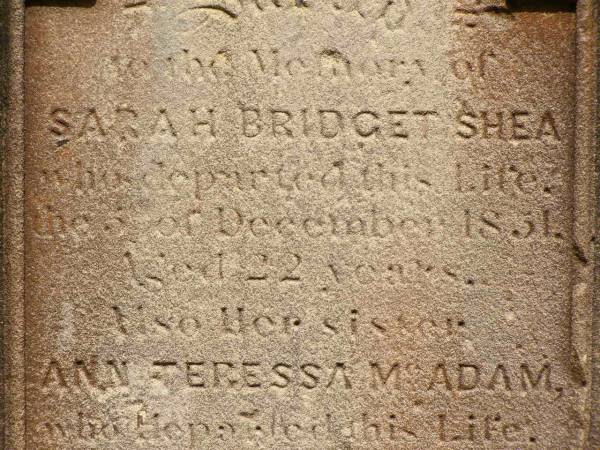 to the Memory of
SARAH BRIDGET SHEA
who departed this Life,
the of December 1851,
Aged 22 years.
Also Her sister
ANN TERESSA McADAM,
who Departed this Life,